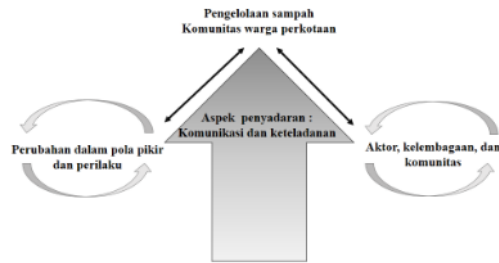 Pengelolaan sampah
Komunitas warga perkotaan
Aspek penyadaran :
Komunikasi dan keteladanan
Perubahan dalam pola pikir
dan perilaku
Aktor, kelembagaan, dan
komunitas